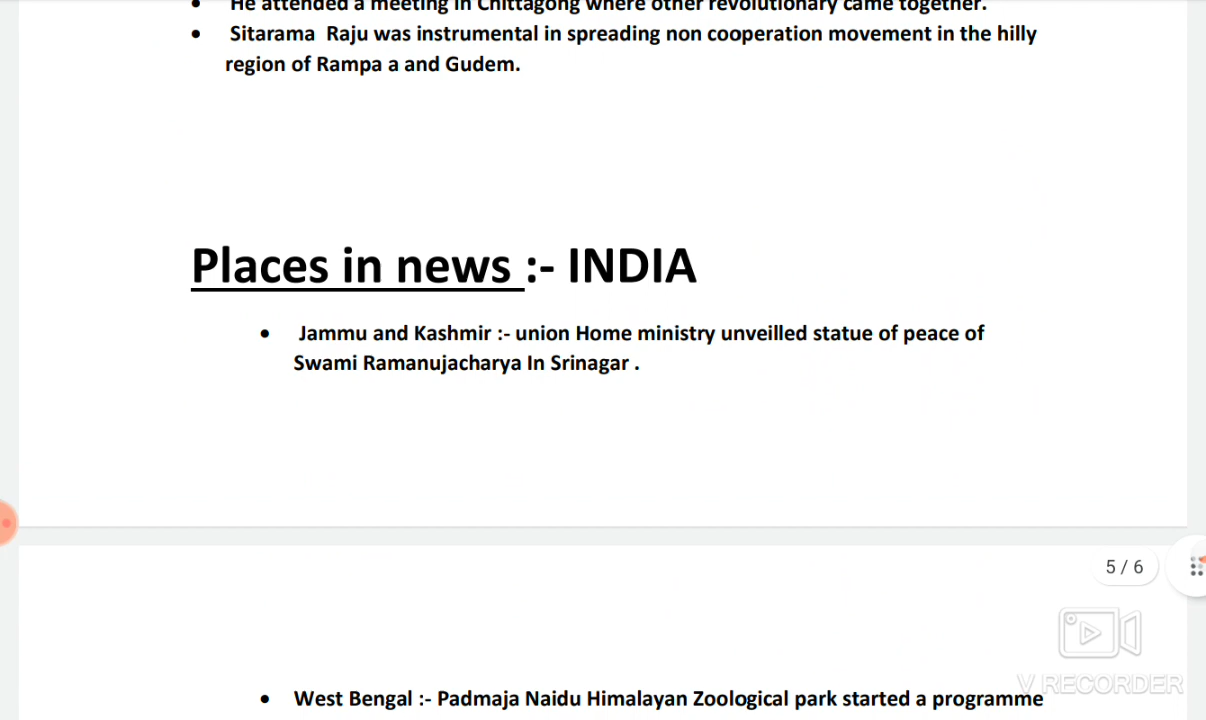 • He attended a meeting in Chittagong where other revolutionary came together.
• Sitarama Raju was instrumental in spreading non cooperation movement in the hilly
region of Rampa a and Gudem.
Places in news :- INDIA
• Jammu and Kashmir :- union Home ministry unveilled statue of peace of
Swami Ramanujacharya In Srinagar .
5 / 6
• West Bengal :- Padmaja Naidu Himalayan Zoological park started a programme
V RECORDER